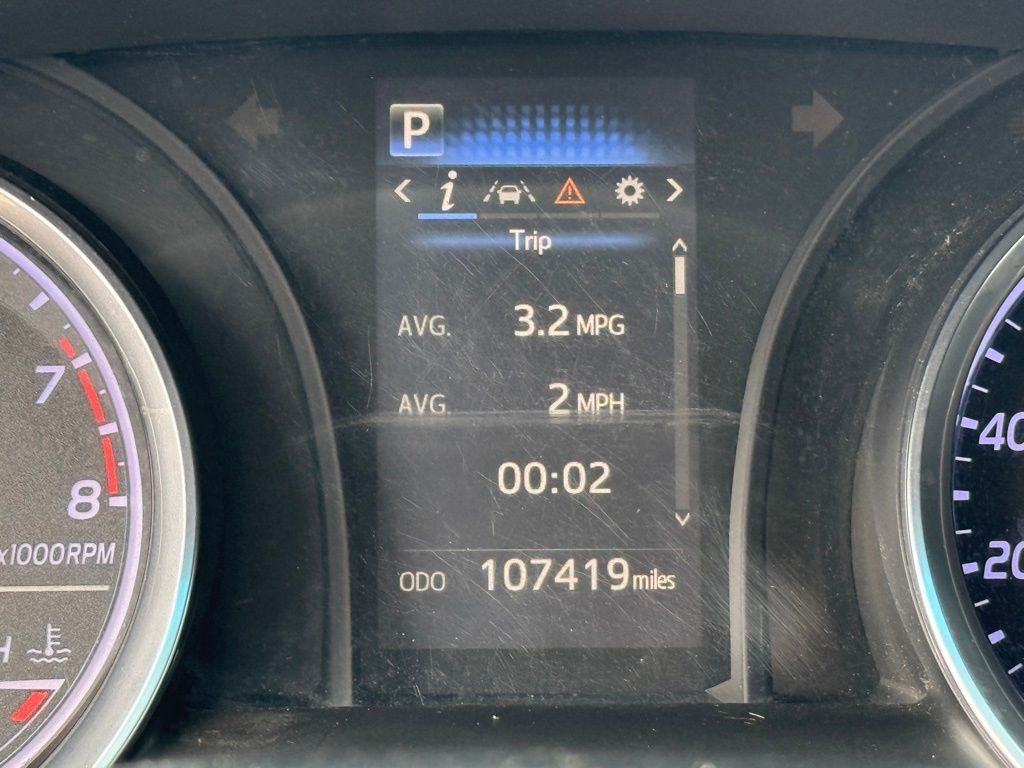 P
i
Trip
AVG. 3.2 MPG
AVG. 2 MPH
00:02
ODO 107419 miles
7
8
x1000RPM
H
40
20